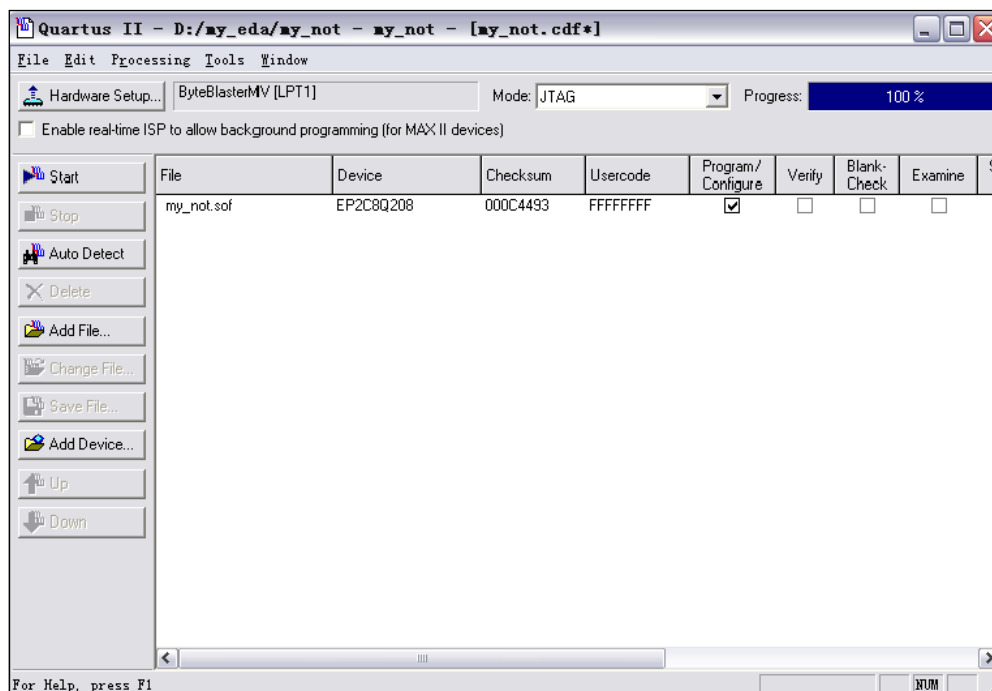 Quartus II - D:/my_eda/my_not - my_not - [my_not.cdf*]
File Edit Processing Tools Window
Hardware Setup... ByteBlasterMV [LPT1] Mode: JTAG Progress: 100 %
Enable real-time ISP to allow background programming (for MAX II devices)
Start
Stop
Auto Detect
Delete
Add File...
Change File...
Save File...
Add Device...
Up
Down
File Device Checksum Usercode Program/ Configure Verify Blank- Check Examine
my_not.sof EP2C8Q208 000C4493 FFFFFFFF
For Help, press F1 NUM